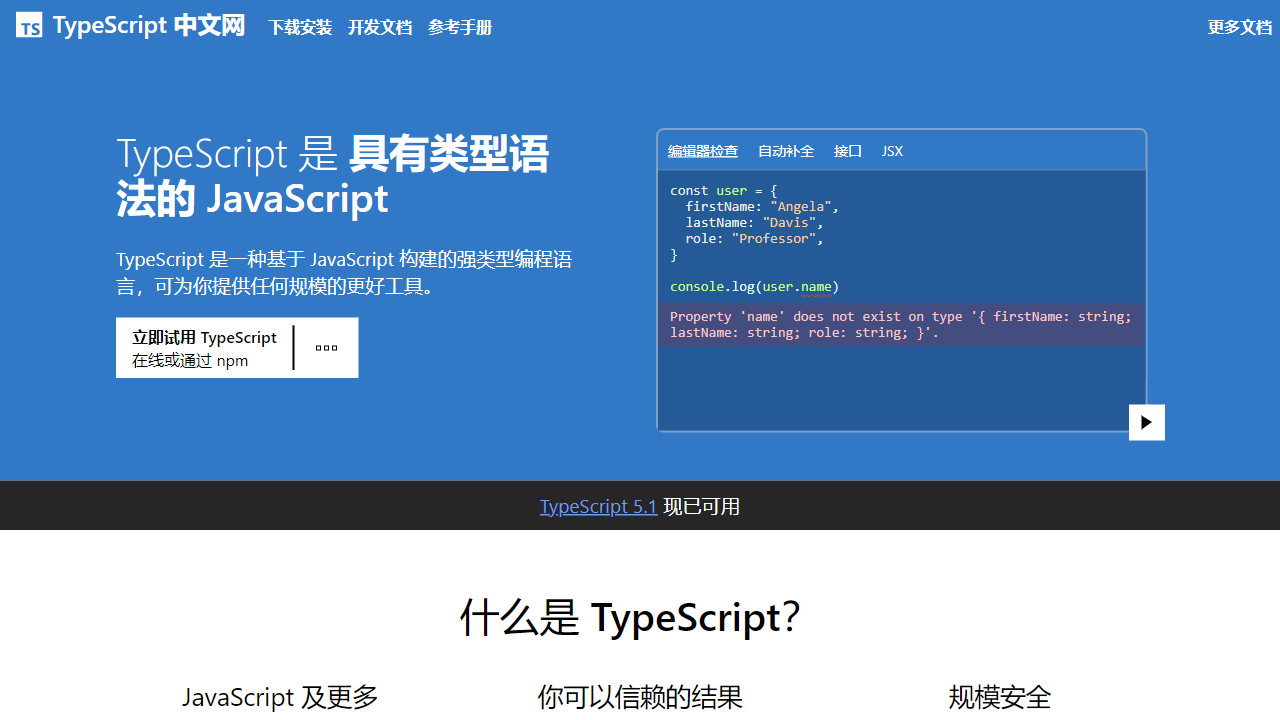 TS TypeScript 中文网 下载安装 开发文档 参考手册 更多文档
TypeScript 是 具有类型语
法的 JavaScript
TypeScript 是一种基于 JavaScript 构建的强类型编程语
言，可为你提供任何规模的更好工具。
立即试用 TypeScript
在线或通过 npm
编辑器检查 自动补全 接口 JSX
const user = {
  firstName: "Angela",
  lastName: "Davis",
  role: "Professor",
}
console.log(user.name)
Property 'name' does not exist on type '{ firstName: string;
lastName: string; role: string; }'.
TypeScript 5.1 现已可用
什么是 TypeScript？
JavaScript 及更多 你可以信赖的结果 规模安全